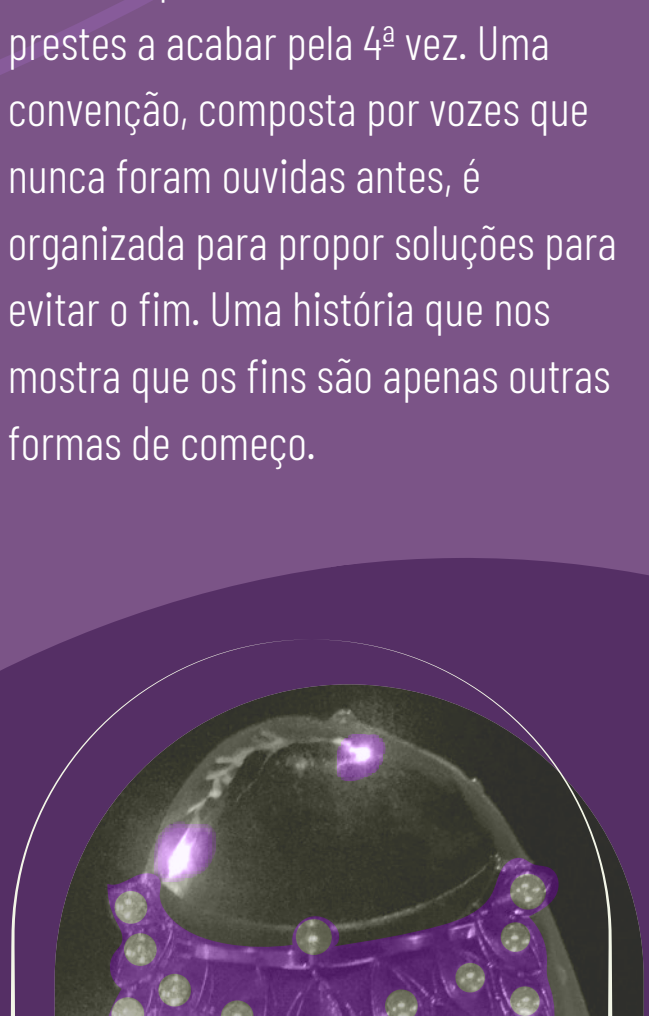 prestes a acabar pela 4ª vez. Uma
convenção, composta por vozes que
nunca foram ouvidas antes, é
organizada para propor soluções para
evitar o fim. Uma história que nos
mostra que os fins são apenas outras
formas de começo.